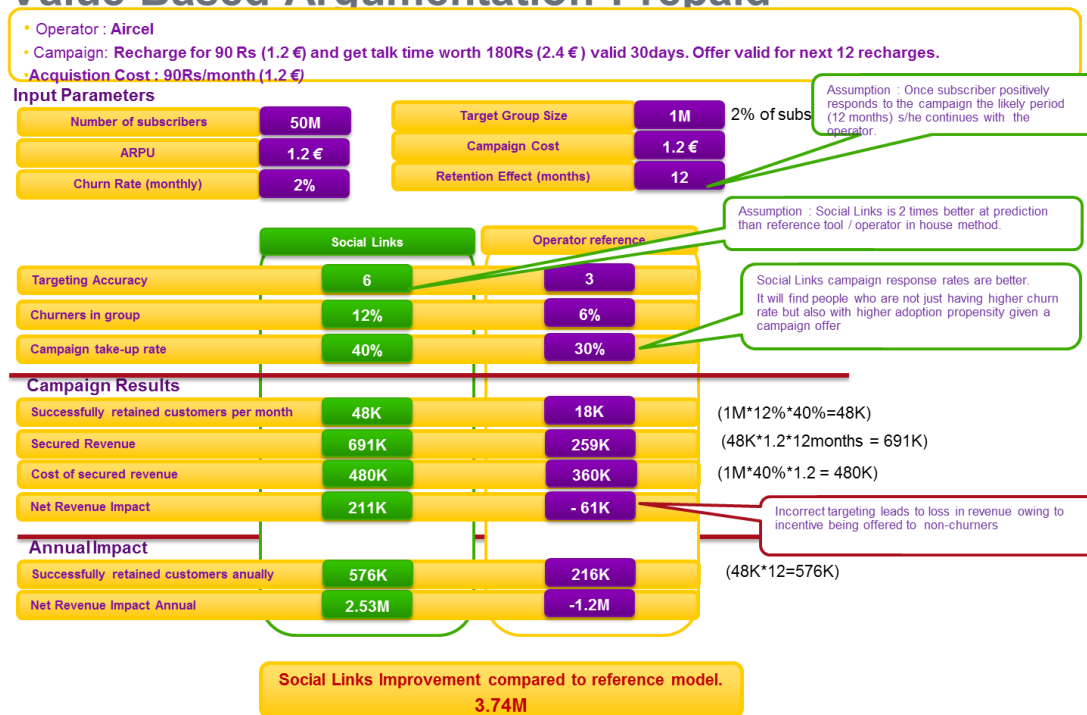 Value Based Argumentation Prepaid
• Operator : Aircel
• Campaign: Recharge for 90 Rs (1.2 €) and get talk time worth 180Rs (2.4 € ) valid 30days. Offer valid for next 12 recharges.
•Acquistion Cost : 90Rs/month (1.2 €)
Input Parameters
Number of subscribers 50M
ARPU 1.2 €
Churn Rate (monthly) 2%
Target Group Size 1M 2% of subs
Campaign Cost 1.2 €
Retention Effect (months) 12
Assumption : Once subscriber positively
responds to the campaign the likely period
(12 months) s/he continues with the
operator.
Assumption : Social Links is 2 times better at prediction
than reference tool / operator in house method.
Social Links Operator reference
Targeting Accuracy 6 3
Churners in group 12% 6%
Campaign take-up rate 40% 30%
Social Links campaign response rates are better.
It will find people who are not just having higher churn
rate but also with higher adoption propensity given a
campaign offer
Campaign Results
Successfully retained customers per month 48K 18K (1M*12%*40%=48K)
Secured Revenue 691K 259K (48K*1.2*12months = 691K)
Cost of secured revenue 480K 360K (1M*40%*1.2 = 480K)
Net Revenue Impact 211K - 61K
Incorrect targeting leads to loss in revenue owing to
incentive being offered to non-churners
Annual Impact
Successfully retained customers anually 576K 216K (48K*12=576K)
Net Revenue Impact Annual 2.53M -1.2M
Social Links Improvement compared to reference model.
3.74M